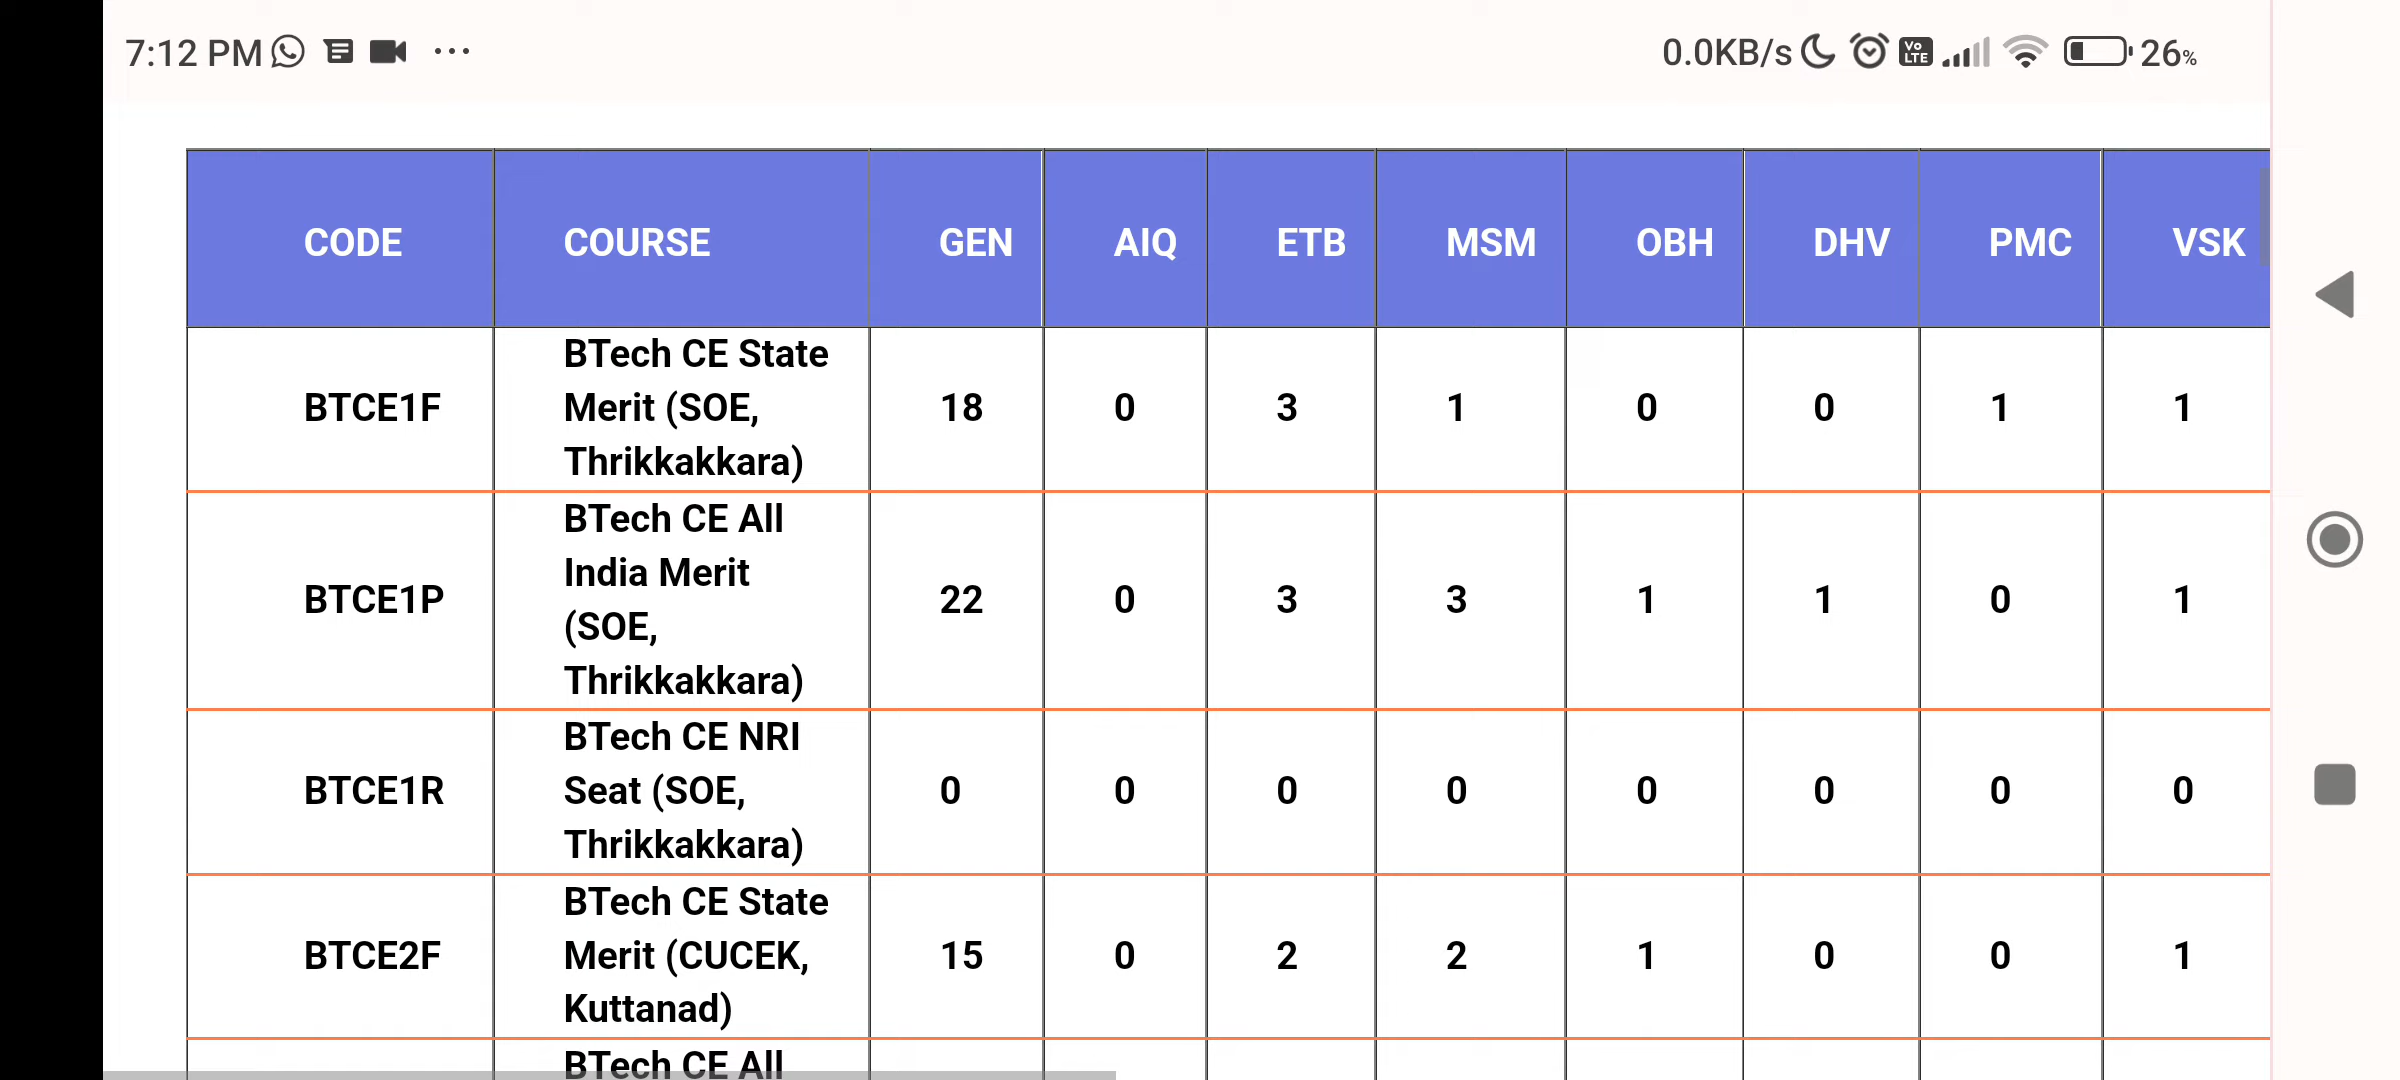 7:12 PM 0.0KB/s Vo LTE 26%
CODE COURSE GEN AIQ ETB MSM OBH DHV PMC VSK
BTech CE State
BTCE1F Merit (SOE, 18 0 3 1 0 0 1 1
Thrikkakkara)
BTech CE All
India Merit
BTCE1P 22 0 3 3 1 1 0 1
(SOE,
Thrikkakkara)
BTech CE NRI
BTCE1R Seat (SOE, 0 0 0 0 0 0 0 0
Thrikkakkara)
BTech CE State
BTCE2F Merit (CUCEK, 15 0 2 2 1 0 0 1
Kuttanad)
BTech CE All